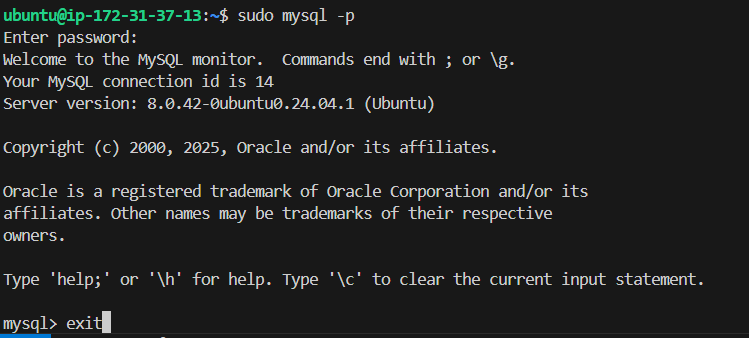 ubuntu@ip-172-31-37-13:~$ sudo mysql -p
Enter password:
Welcome to the MySQL monitor.  Commands end with ; or \g.
Your MySQL connection id is 14
Server version: 8.0.42-0ubuntu0.24.04.1 (Ubuntu)
Copyright (c) 2000, 2025, Oracle and/or its affiliates.
Oracle is a registered trademark of Oracle Corporation and/or its
affiliates. Other names may be trademarks of their respective
owners.
Type 'help;' or '\h' for help. Type '\c' to clear the current input statement.
mysql> exit